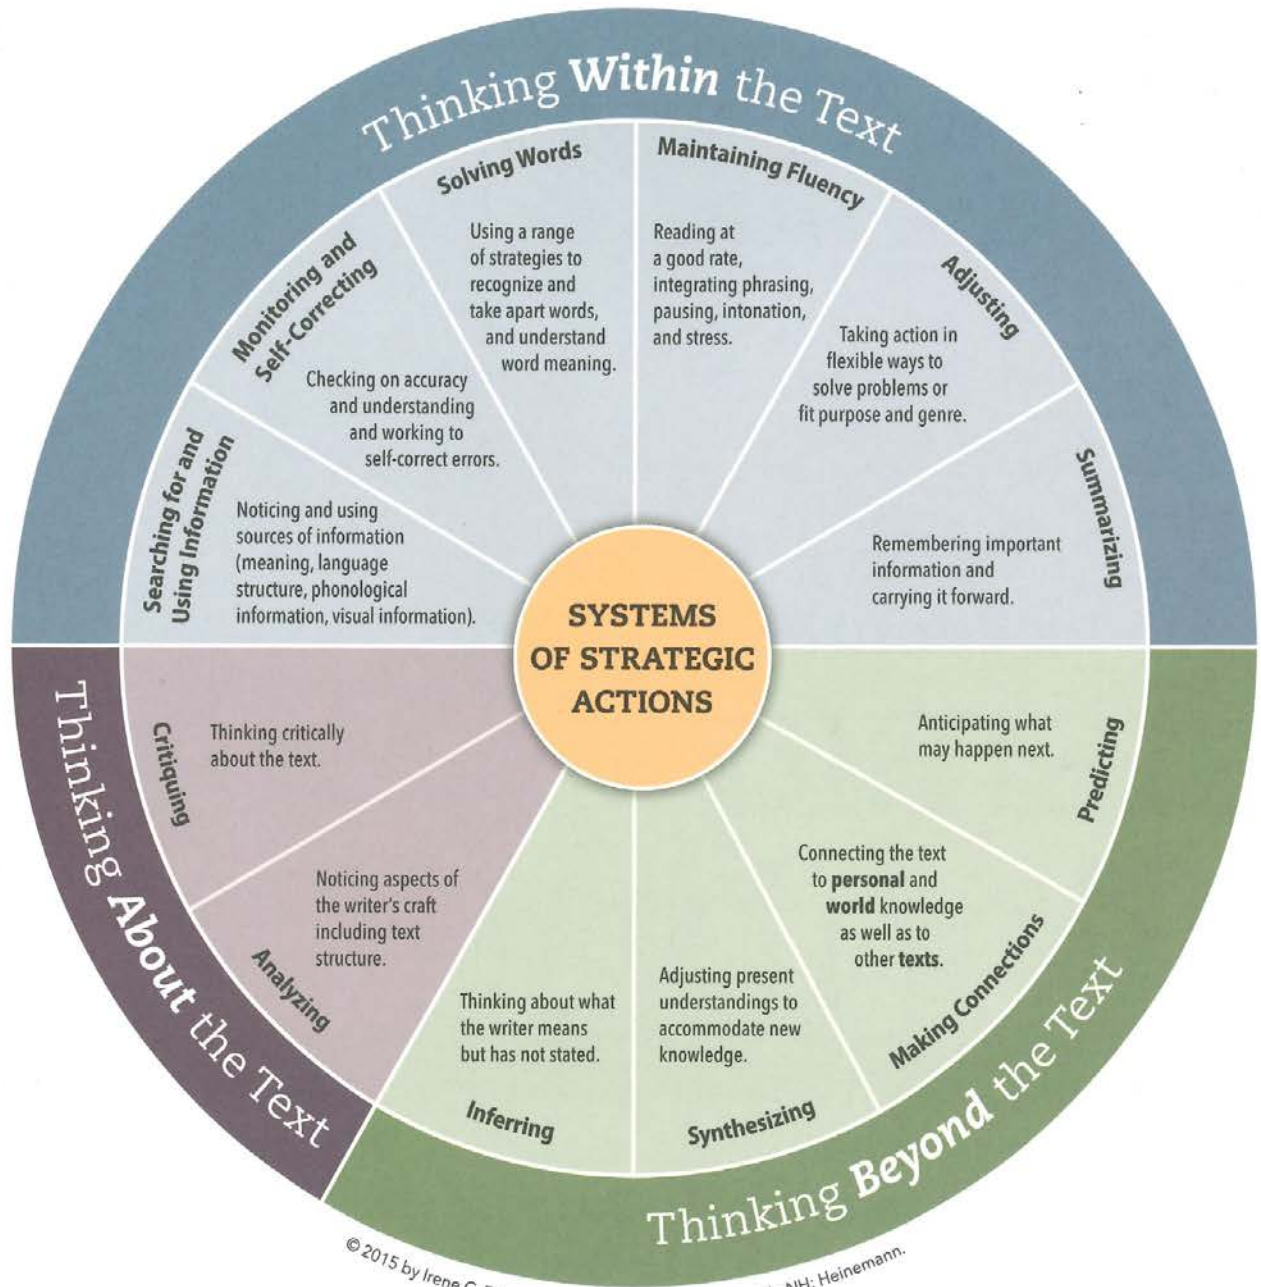 Thinking Within the Text
Solving Words
Using a range
of strategies to
recognize and
take apart words,
and understand
word meaning.
Maintaining Fluency
Reading at
a good rate,
integrating phrasing,
pausing, intonation,
and stress.
Adjusting
Taking action in
flexible ways to
solve problems or
fit purpose and genre.
Summarizing
Remembering important
information and
carrying it forward.
Predicting
Anticipating what
may happen next.
Making Connections
Connecting the text
to personal and
world knowledge
as well as to
other texts.
Synthesizing
Adjusting present
understandings to
accommodate new
knowledge.
Inferring
Thinking about what
the writer means
but has not stated.
Thinking Beyond the Text
Analyzing
Noticing aspects of
the writer's craft
including text
structure.
Critiquing
Thinking critically
about the text.
Thinking About the Text
Searching for and
Using Information
Noticing and using
sources of information
(meaning, language
structure, phonological
information, visual information).
Monitoring and
Self-Correcting
Checking on accuracy
and understanding
and working to
self-correct errors.
SYSTEMS
OF STRATEGIC
ACTIONS
© 2015 by Irene NH: Heinemann.